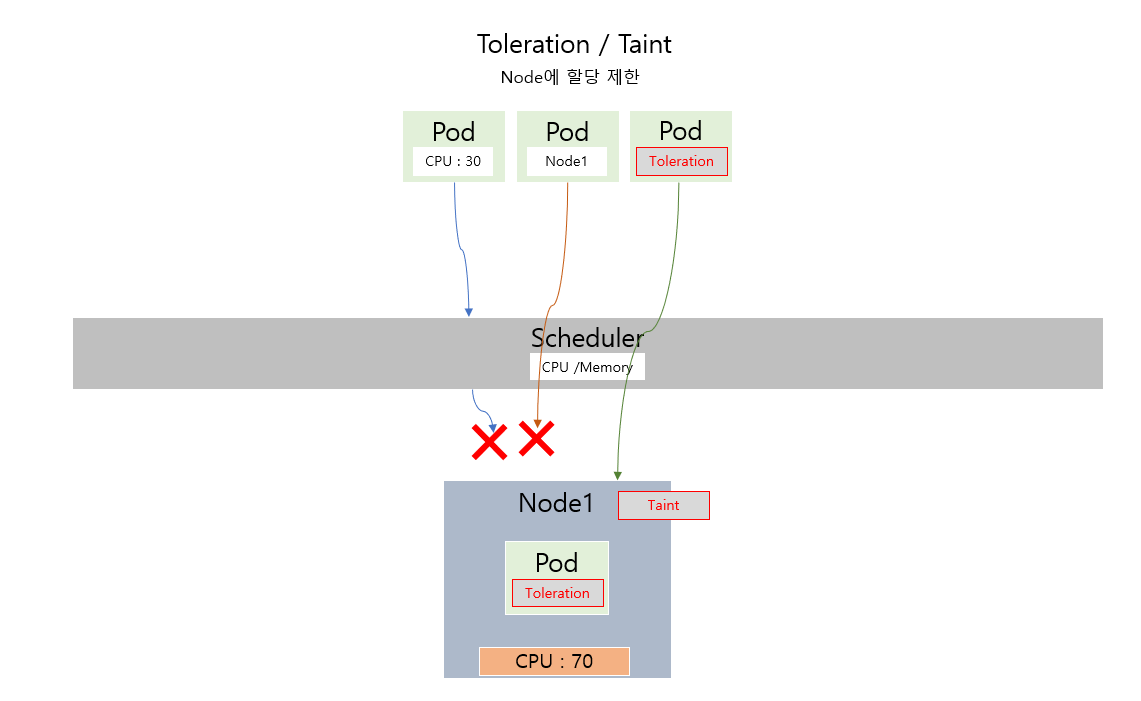 Toleration / Taint
Node에 할당 제한
Pod
CPU : 30
Pod
Node1
Pod
Toleration
Scheduler
CPU /Memory
Node1
Taint
Pod
Toleration
CPU : 70